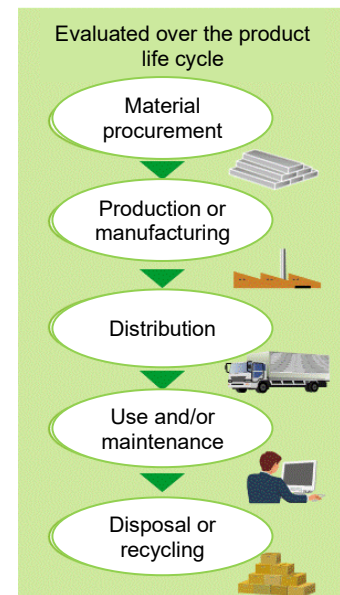 Evaluated over the product
life cycle
Material
procurement
Production or
manufacturing
Distribution
Use and/or
maintenance
Disposal or
recycling